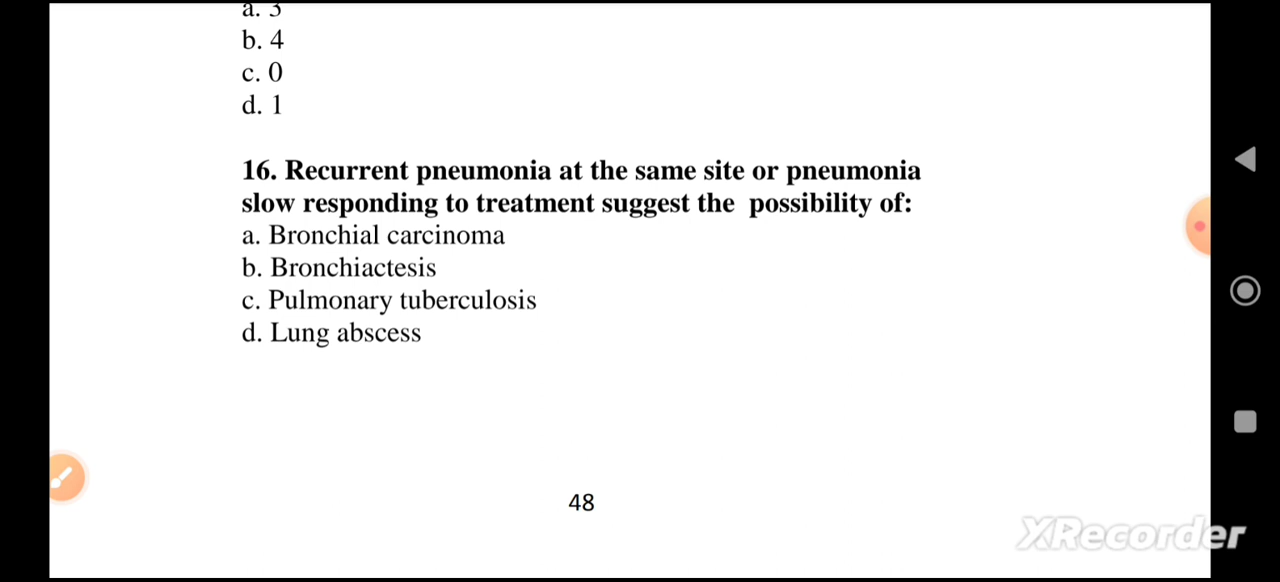 a. 3
b. 4
c. 0
d. 1
16. Recurrent pneumonia at the same site or pneumonia
slow responding to treatment suggest the possibility of:
a. Bronchial carcinoma
b. Bronchiactesis
c. Pulmonary tuberculosis
d. Lung abscess
48
XRecorder